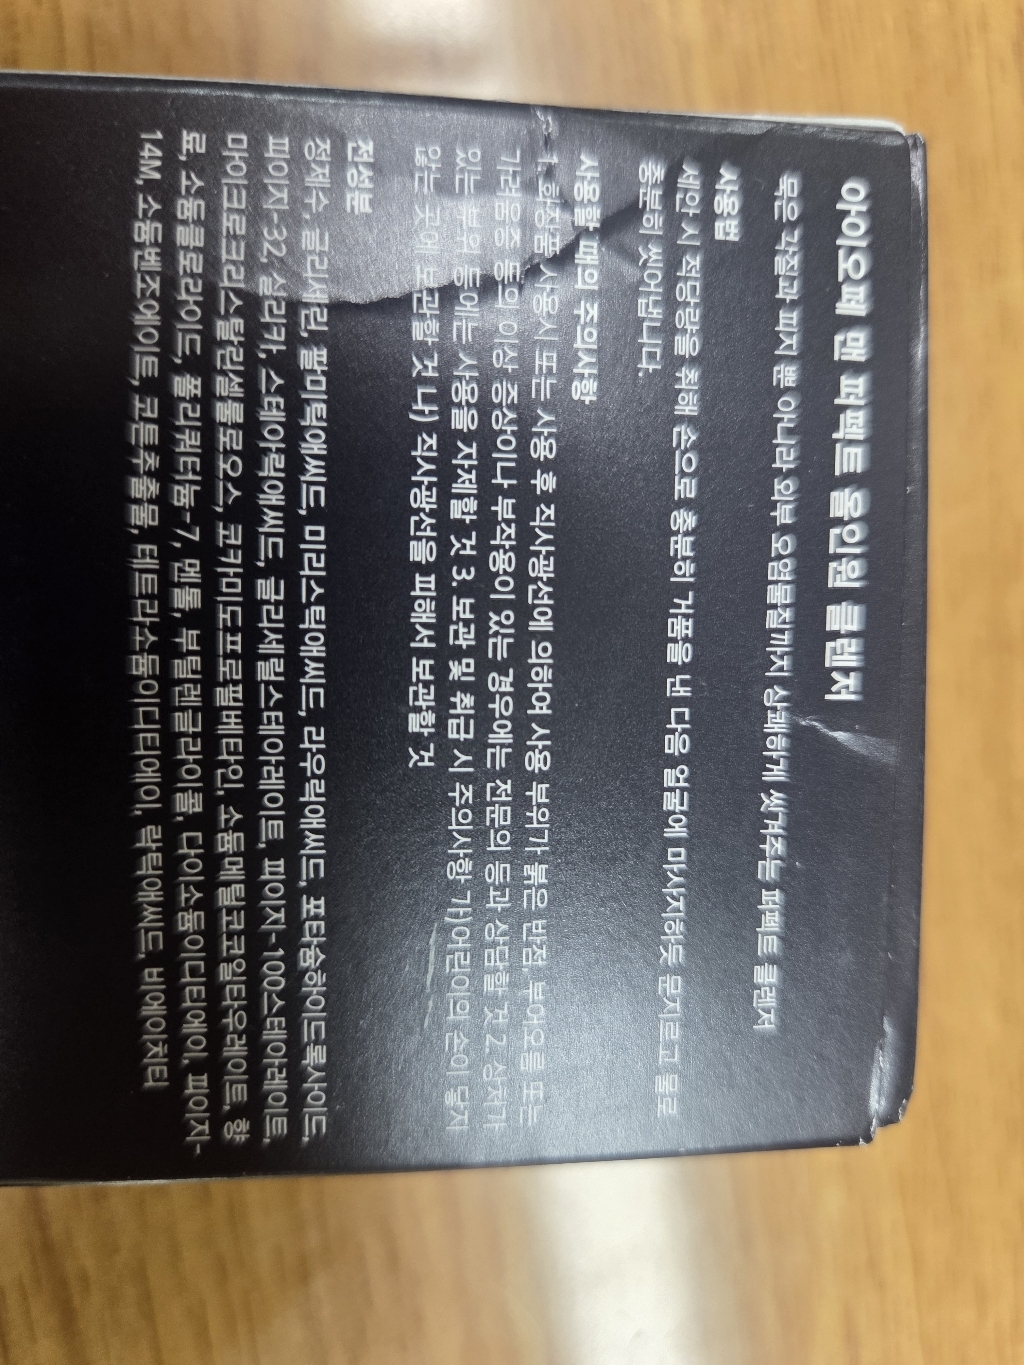 아이오페 맨 퍼펙트 올인원 클렌저
묵은 각질과 피지 뿐 아니라 외부 오염물질까지 상쾌하게 씻겨주는 퍼펙트 클렌저
사용법
세안 시 적당량을 취해 손으로 충분히 거품을 낸 다음 얼굴에 마사지하듯 문지르고 물로
충분히 씻어냅니다.
사용할 때의 주의사항
1. 화장품 사용시 또는 사용 후 직사광선에 의하여 사용 부위가 붉은 반점, 부어오름 또는
가려움증 등의 이상 증상이나 부작용이 있는 경우에는 전문의 등과 상담할 것 2. 상처가
있는 부위 등에는 사용을 자제할 것 3. 보관 및 취급 시 주의사항 가)어린이의 손이 닿지
않는 곳에 보관할 것 나) 직사광선을 피해서 보관할 것
전성분
정제수, 글리세린, 팔미틱애씨드, 미리스틱애씨드, 라우릭애씨드, 포타슘하이드록사이드,
피이지-32, 실리카, 스테아릭애씨드, 글리세릴스테아레이트, 피이지-100스테아레이트,
마이크로크리스탈린셀룰로오스, 코카미도프로필베타인, 소듐메틸코코일타우레이트, 향
료, 소듐클로라이드, 폴리쿼터늄-7, 멘톨, 부틸렌글라이콜, 다이소듐이디티에이, 피이지-
14M, 소듐벤조에이트, 코튼추출물, 테트라소듐이디티에이, 락틱애씨드, 비에이치티